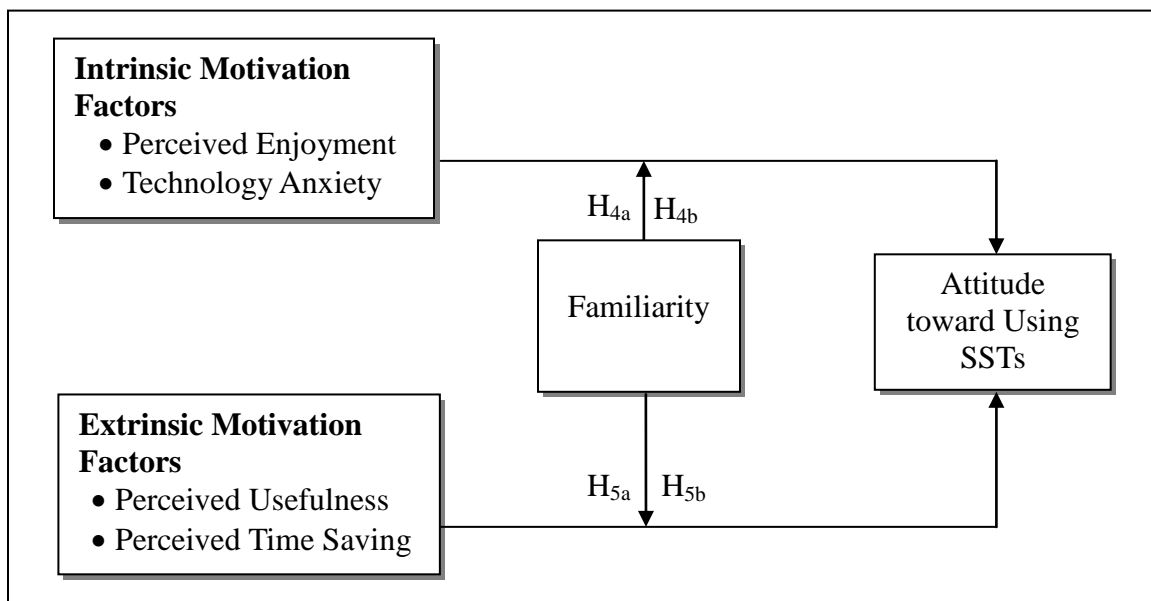 Intrinsic Motivation
Factors
• Perceived Enjoyment
• Technology Anxiety
H4a H4b
Familiarity
Attitude
toward Using
SSTs
Extrinsic Motivation
Factors
• Perceived Usefulness
• Perceived Time Saving
H5a H5b